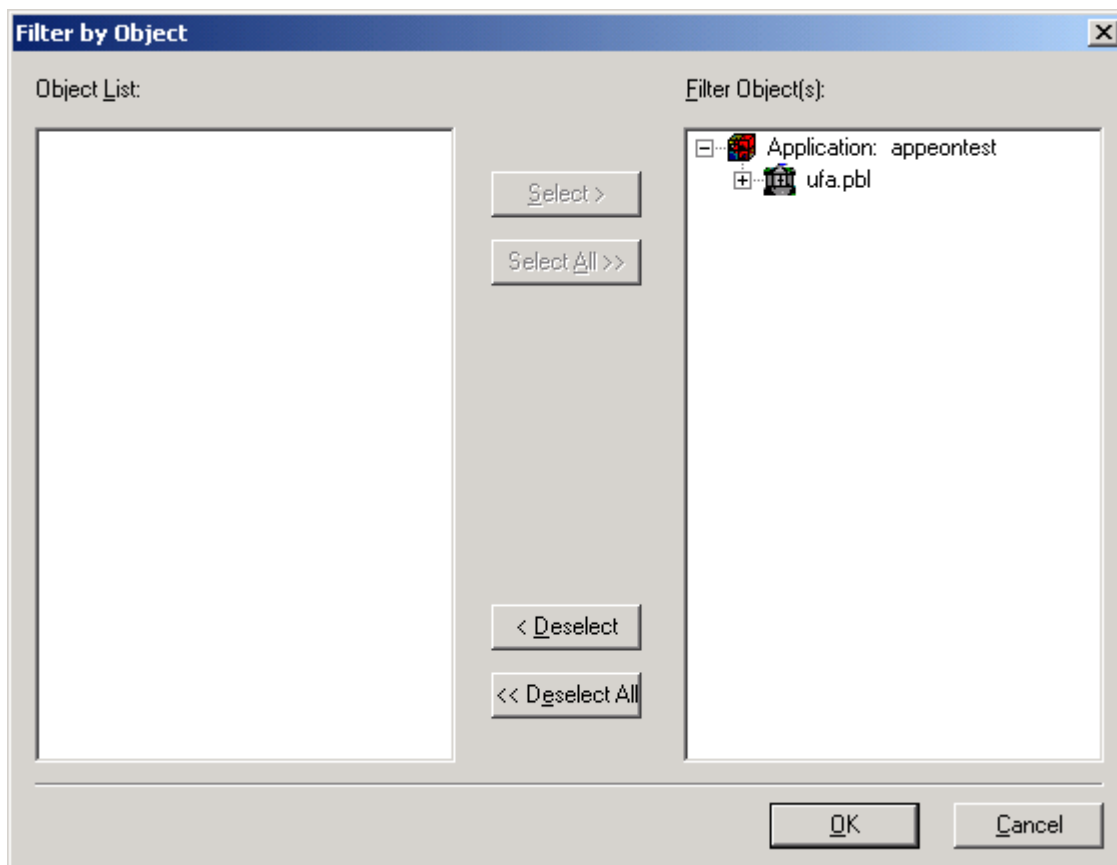 Filter by Object
Object List:
Filter Object(s):
Application: appeontest
ufa.pbl
Select >
Select All >>
< Deselect
<< Deselect All
OK
Cancel